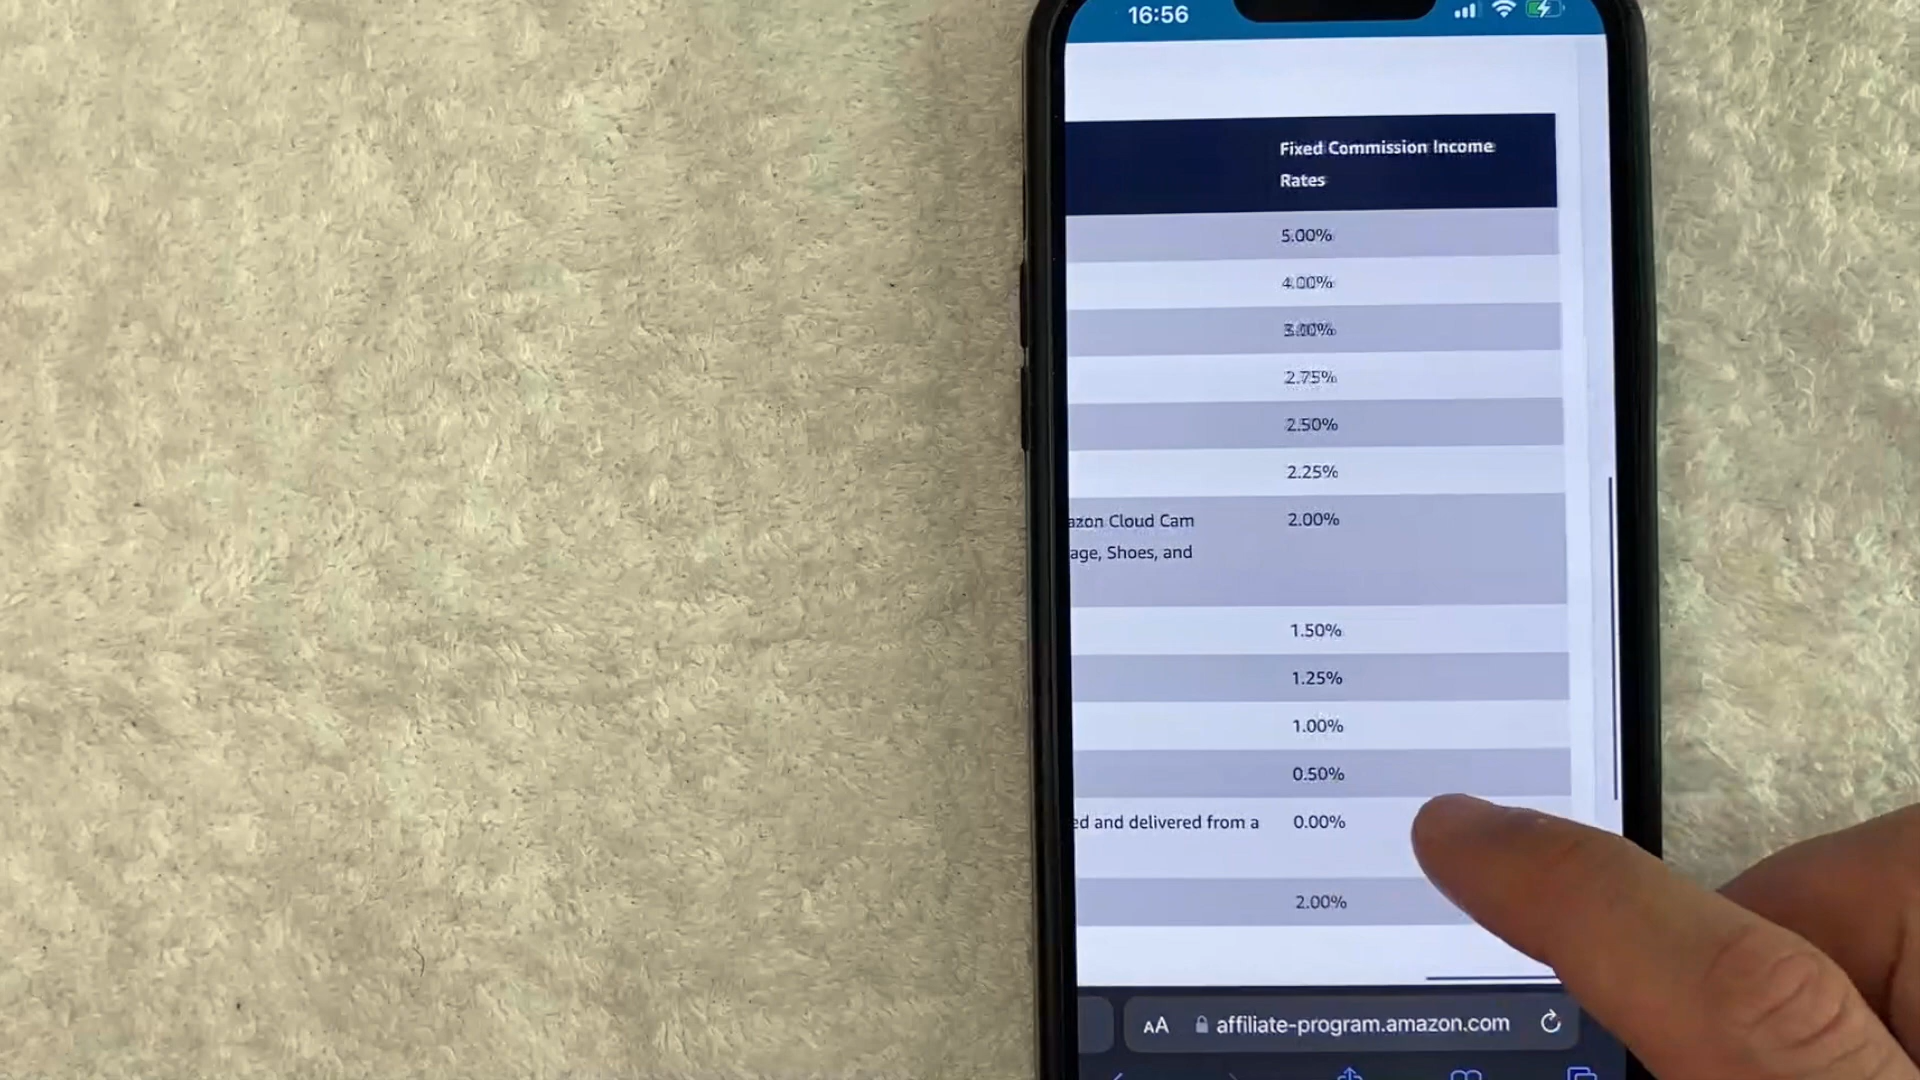 16:56
Fixed Commission Income
Rates
5.00%
4.00%
3.00%
2.75%
2.50%
2.25%
azon Cloud Cam 2.00%
age, Shoes, and
1.50%
1.25%
1.00%
0.50%
ed and delivered from a 0.00%
2.00%
AA affiliate-program.amazon.com